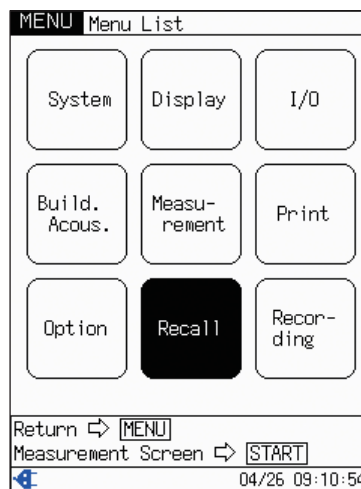 MENU Menu List
System Display I/O
Build. Acous. Measu- rement Print
Option Recall Recor- ding
Return ⇨ MENU
Measurement Screen ⇨ START
04/26 09:10:54